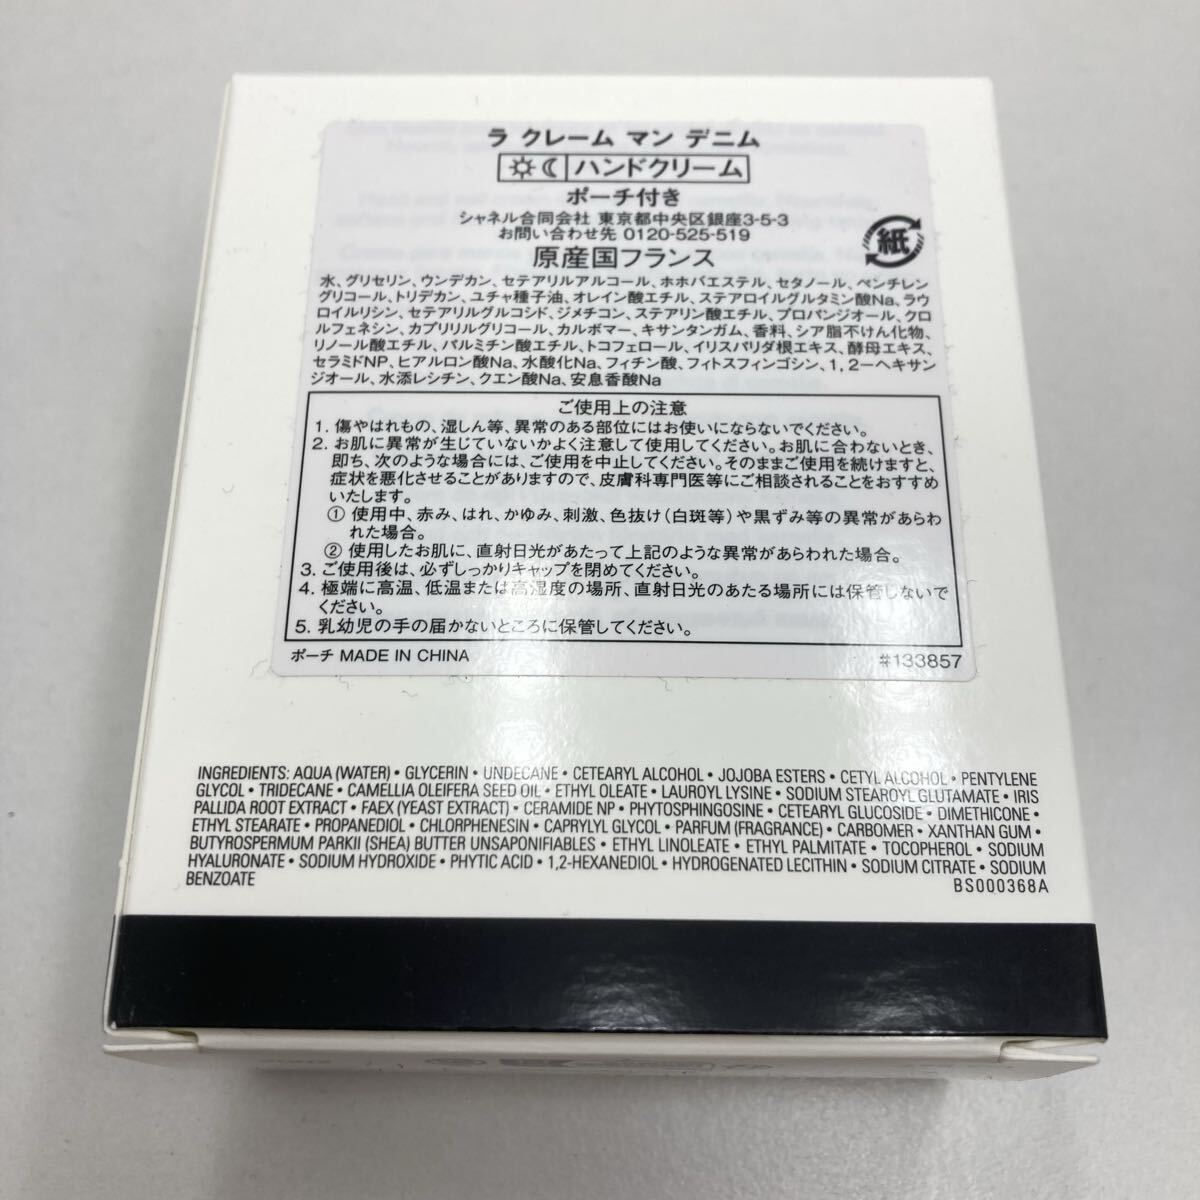 ラ クレーム マン デニム
ハンドクリーム
ポーチ付き
シャネル合同会社 東京都中央区銀座3-5-3
お問い合わせ先 0120-525-519
原産国フランス
紙
水、グリセリン、ウンデカン、セテアリルアルコール、ホホバエステル、セタノール、ペンチレン
グリコール、トリデカン、ユチャ種子油、オレイン酸エチル、ステアロイルグルタミン酸Na、ラウ
ロイルリシン、セテアリルグルコシド、ジメチコン、ステアリン酸エチル、プロパンジオール、クロ
ルフェネシン、カプリリルグリコール、カルボマー、キサンタンガム、香料、シア脂不けん化物、
リノール酸エチル、パルミチン酸エチル、トコフェロール、イリスパリダ根エキス、酵母エキス、
セラミドNP、ヒアルロン酸Na、水酸化Na、フィチン酸、フィトスフィンゴシン、1,2−ヘキサン
ジオール、水添レシチン、クエン酸Na、安息香酸Na
ご使用上の注意
1. 傷やはれもの、湿しん等、異常のある部位にはお使いにならないでください。
2. お肌に異常が生じていないかよく注意して使用してください。お肌に合わないとき、
即ち、次のような場合には、ご使用を中止してください。そのままご使用を続けますと、
症状を悪化させることがありますので、皮膚科専門医等にご相談されることをおすすめ
いたします。
① 使用中、赤み、はれ、かゆみ、刺激、色抜け(白斑等)や黒ずみ等の異常があらわ
れた場合。
② 使用したお肌に、直射日光があたって上記のような異常があらわれた場合。
3. ご使用後は、必ずしっかりキャップを閉めてください。
4. 極端に高温、低温または高湿度の場所、直射日光のあたる場所には保管しないで
ください。
5. 乳幼児の手の届かないところに保管してください。
ポーチ MADE IN CHINA
#133857
INGREDIENTS: AQUA (WATER) • GLYCERIN • UNDECANE • CETEARYL ALCOHOL • JOJOBA ESTERS • CETYL ALCOHOL • PENTYLENE
GLYCOL • TRIDECANE • CAMELLIA OLEIFERA SEED OIL • ETHYL OLEATE • LAUROYL LYSINE • SODIUM STEAROYL GLUTAMATE • IRIS
PALLIDA ROOT EXTRACT • FAEX (YEAST EXTRACT) • CERAMIDE NP • PHYTOSPHINGOSINE • CETEARYL GLUCOSIDE • DIMETHICONE •
ETHYL STEARATE • PROPANEDIOL • CHLORPHENESIN • CAPRYLYL GLYCOL • PARFUM (FRAGRANCE) • CARBOMER • XANTHAN GUM •
BUTYROSPERMUM PARKII (SHEA) BUTTER UNSAPONIFIABLES • ETHYL LINOLEATE • ETHYL PALMITATE • TOCOPHEROL • SODIUM
HYALURONATE • SODIUM HYDROXIDE • PHYTIC ACID • 1,2-HEXANEDIOL • HYDROGENATED LECITHIN • SODIUM CITRATE • SODIUM
BENZOATE
BS000368A